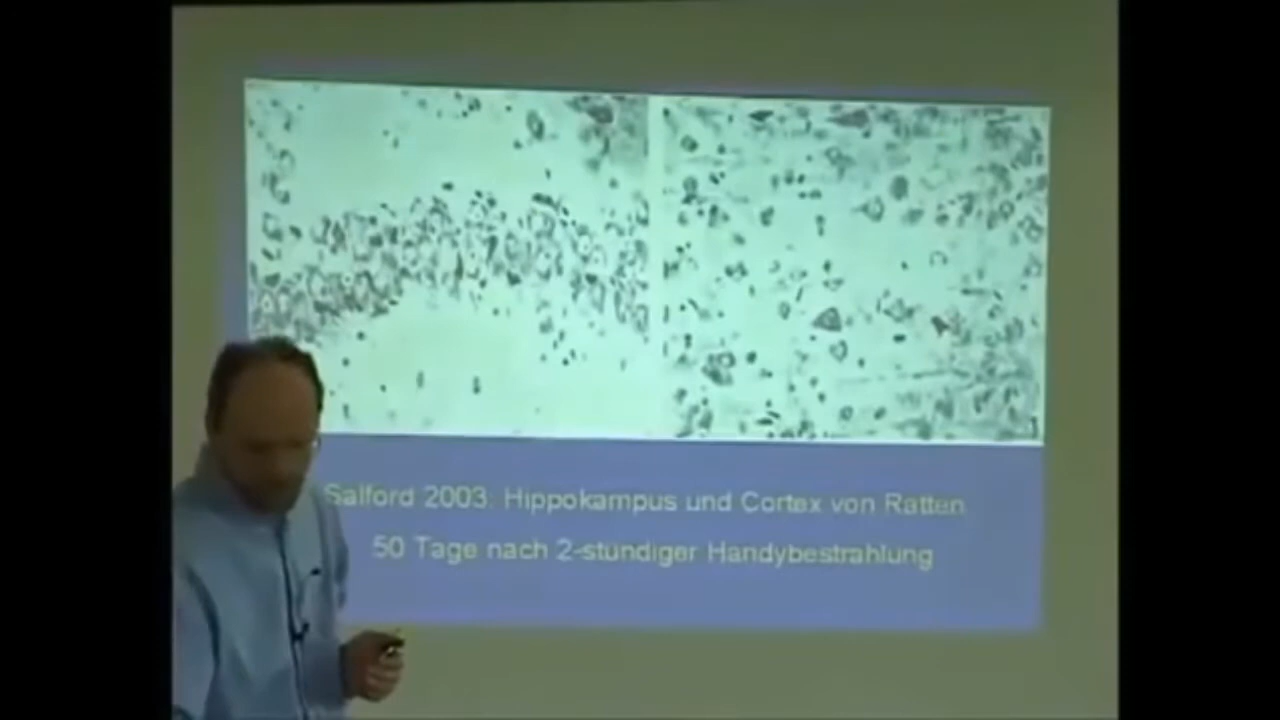 Salford 2003: Hippokampus und Cortex von Ratten
50 Tage nach 2-stündiger Handybestrahlung